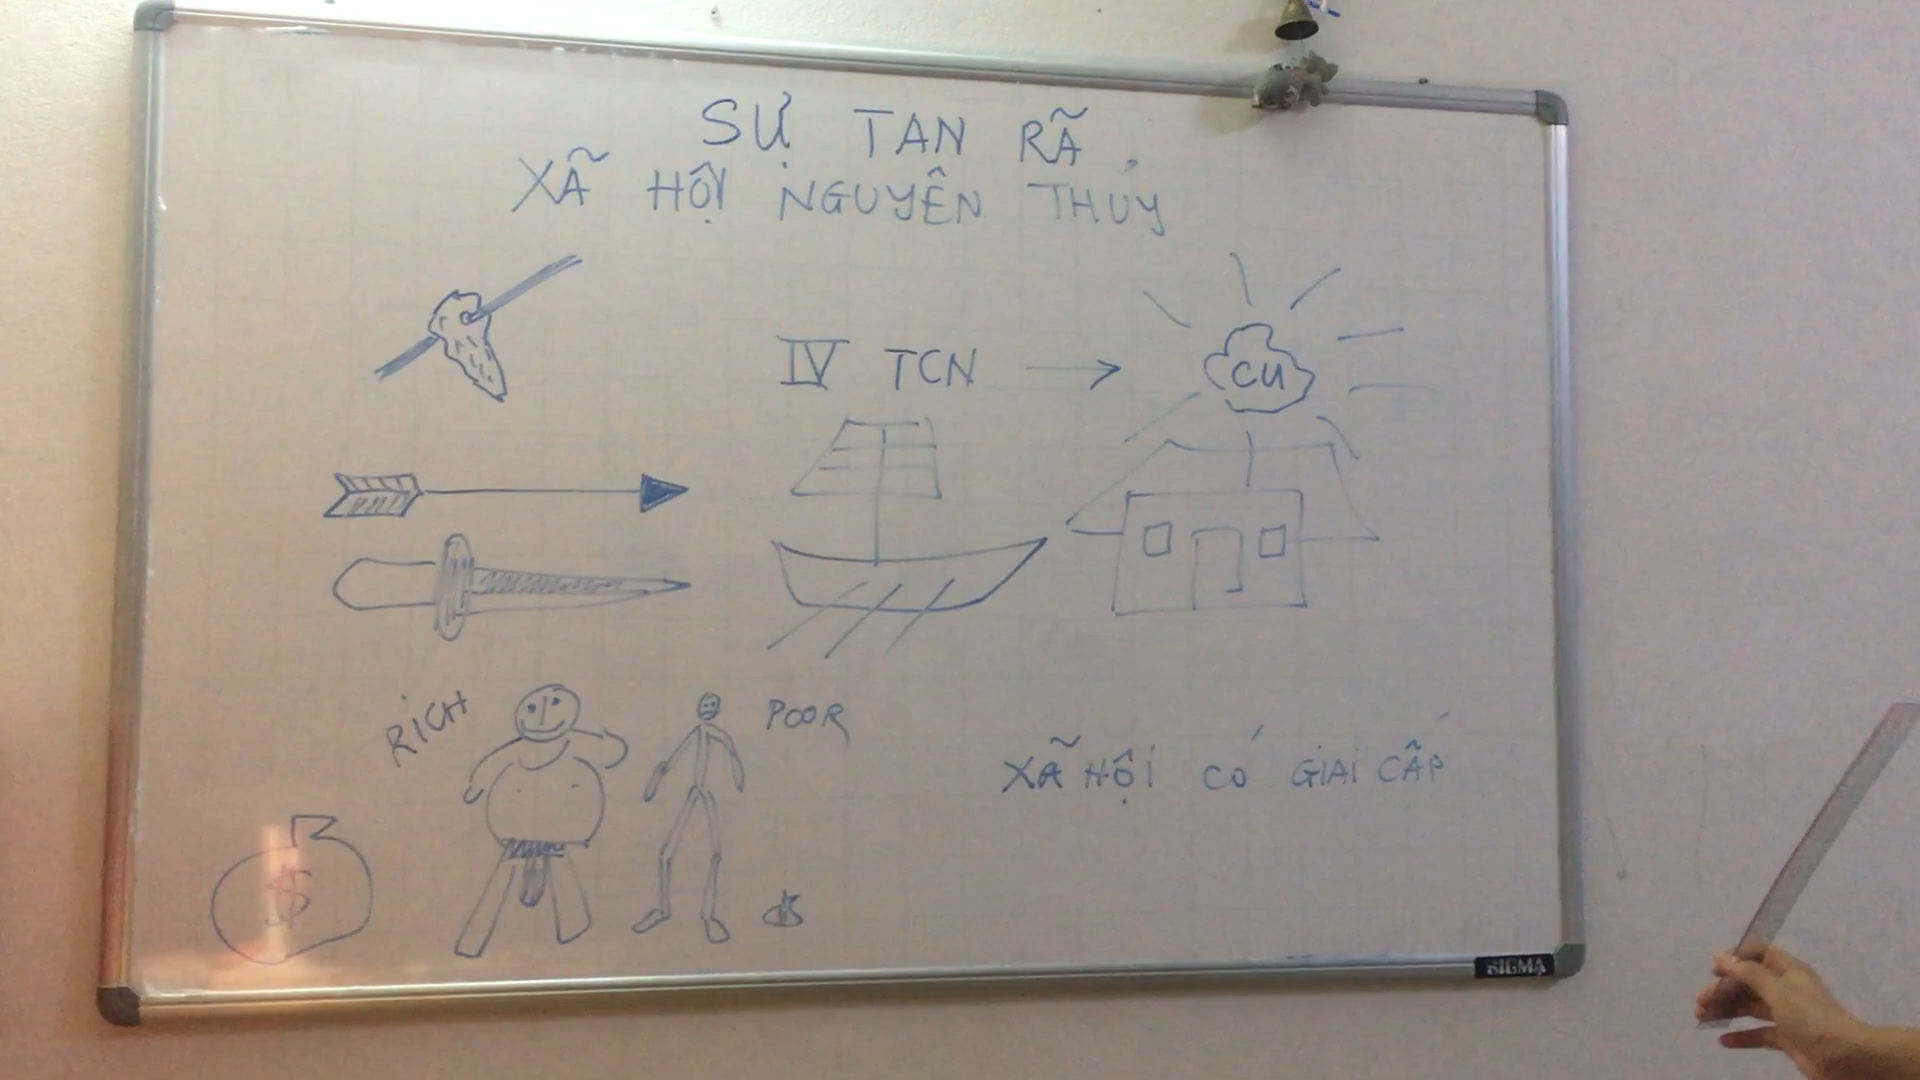 SỰ TAN RÃ
XÃ HỘI NGUYÊN THỦY
IV TCN → CU
RICH
POOR
XÃ HỘI CÓ GIAI CẤP
$
$
SIGMA